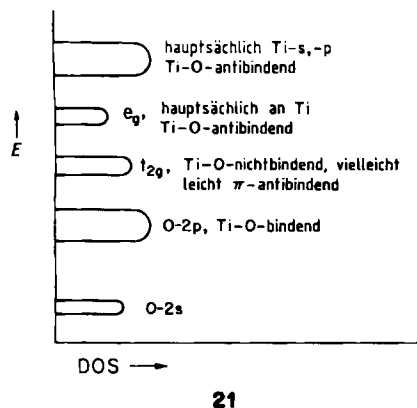 hauptsächlich Ti-s,-p
Ti-O-antibindend
e_g, hauptsächlich an Ti
Ti-O-antibindend
E
t_2g, Ti-O-nichtbindend, vielleicht
leicht π-antibindend
O-2p, Ti-O-bindend
O-2s
DOS
21